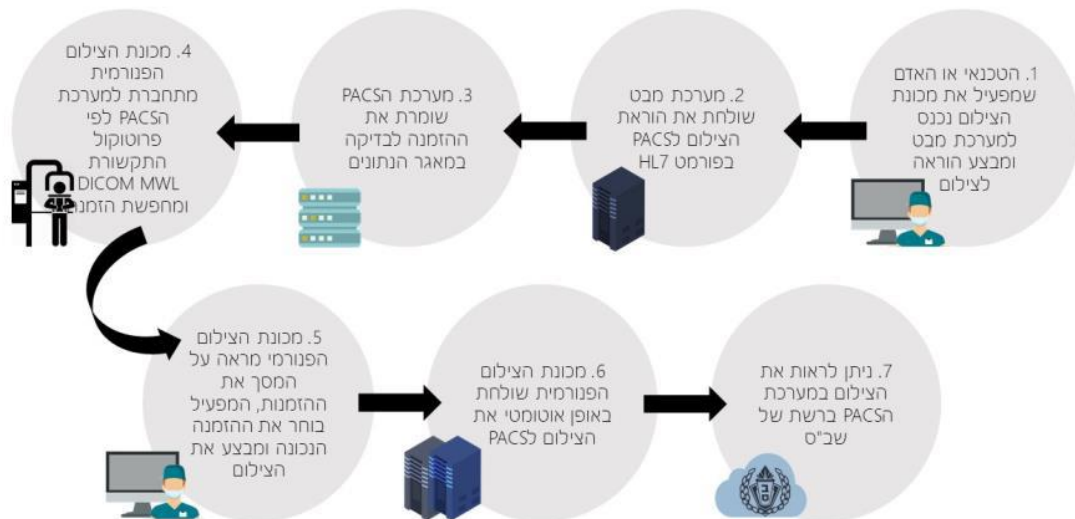 1. הטכנאי או האדם
שמפעיל את מכונת
הצילום נכנס
למערכת מבט
ומבצע הוראה
לצילום
2. מערכת מבט
שולחת את הוראת
הצילום לPACS
בפורמט HL7
3. מערכת הPACS
שומרת את
ההזמנה לבדיקה
במאגר הנתונים
4. מכונת הצילום
הפנורמית
מתחברת למערכת
הPACS לפי
פרוטוקול
התקשורת
DICOM MWL
ומחפשת הזמנה
5. מכונת הצילום
הפנורמי מראה על
המסך את
ההזמנות, המפעיל
בוחר את ההזמנה
הנכונה ומבצע את
הצילום
6. מכונת הצילום
הפנורמית שולחת
באופן אוטומטי את
הצילום לPACS
7. ניתן לראות את
הצילום במערכת
הPACS ברשת של
שב"ס